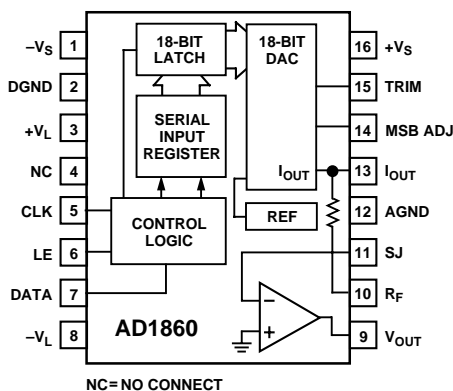 –VS 1
DGND 2
+VL 3
NC 4
CLK 5
LE 6
DATA 7
–VL 8
18-BIT
LATCH
18-BIT
DAC
SERIAL
INPUT
REGISTER
IOUT
REF
CONTROL
LOGIC
–
+
AD1860
16 +VS
15 TRIM
14 MSB ADJ
13 IOUT
12 AGND
11 SJ
10 RF
9 VOUT
NC= NO CONNECT